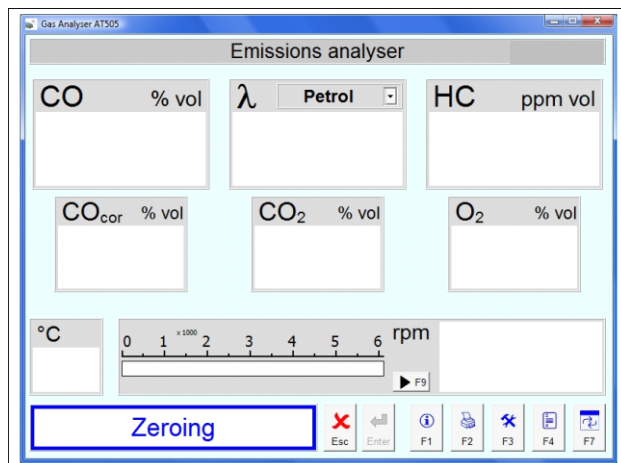 Gas Analyser AT505
Emissions analyser
CO % vol
λ Petrol
HC ppm vol
COcor % vol
CO2 % vol
O2 % vol
°C
0 1 x 1000 2 3 4 5 6 rpm
F9
Zeroing
Esc Enter F1 F2 F3 F4 F7